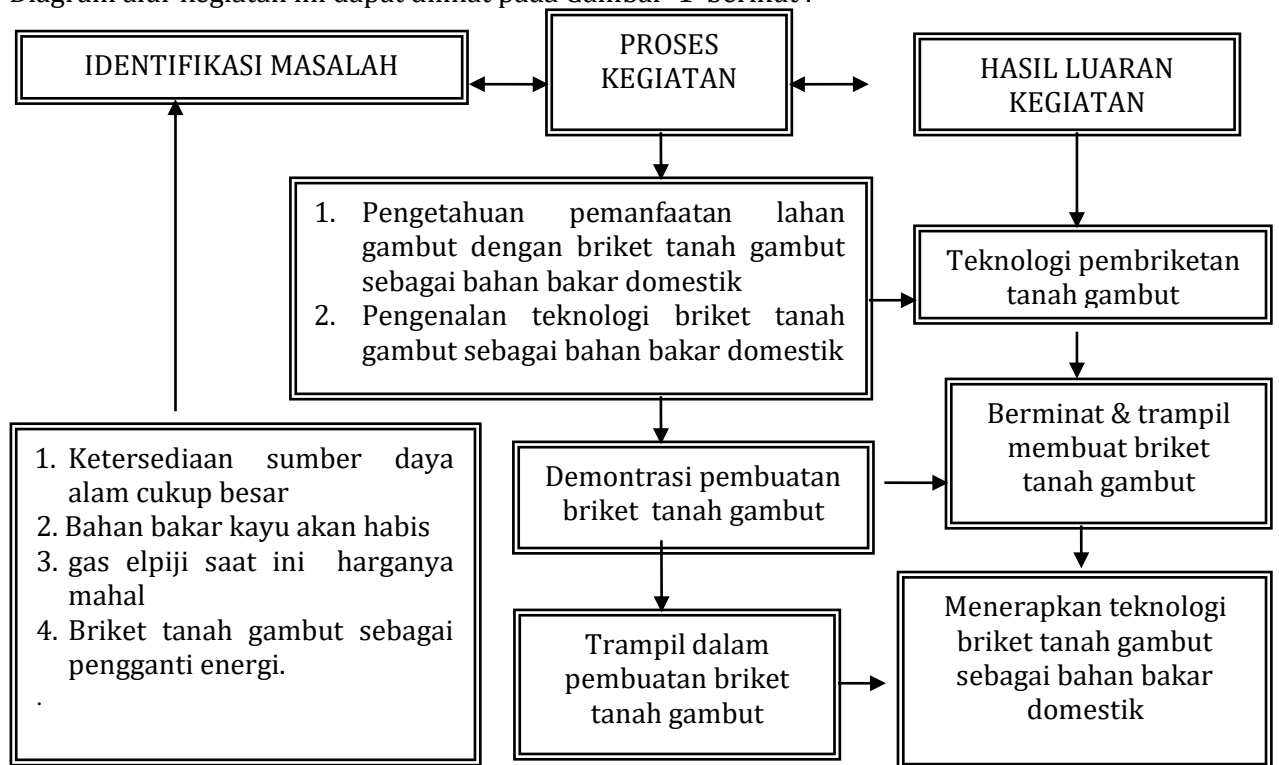 Diagram alur kegiatan ini dapat dilihat pada Gambar 1 berikut :
IDENTIFIKASI MASALAH
PROSES
KEGIATAN
HASIL LUARAN
KEGIATAN
1. Pengetahuan pemanfaatan lahan
gambut dengan briket tanah gambut
sebagai bahan bakar domestik
2. Pengenalan teknologi briket tanah
gambut sebagai bahan bakar domestik
Teknologi pembriketan
tanah gambut
1. Ketersediaan sumber daya
alam cukup besar
2. Bahan bakar kayu akan habis
3. gas elpiji saat ini harganya
mahal
4. Briket tanah gambut sebagai
pengganti energi.
.
Demontrasi pembuatan
briket tanah gambut
Berminat & trampil
membuat briket
tanah gambut
Trampil dalam
pembuatan briket
tanah gambut
Menerapkan teknologi
briket tanah gambut
sebagai bahan bakar
domestik